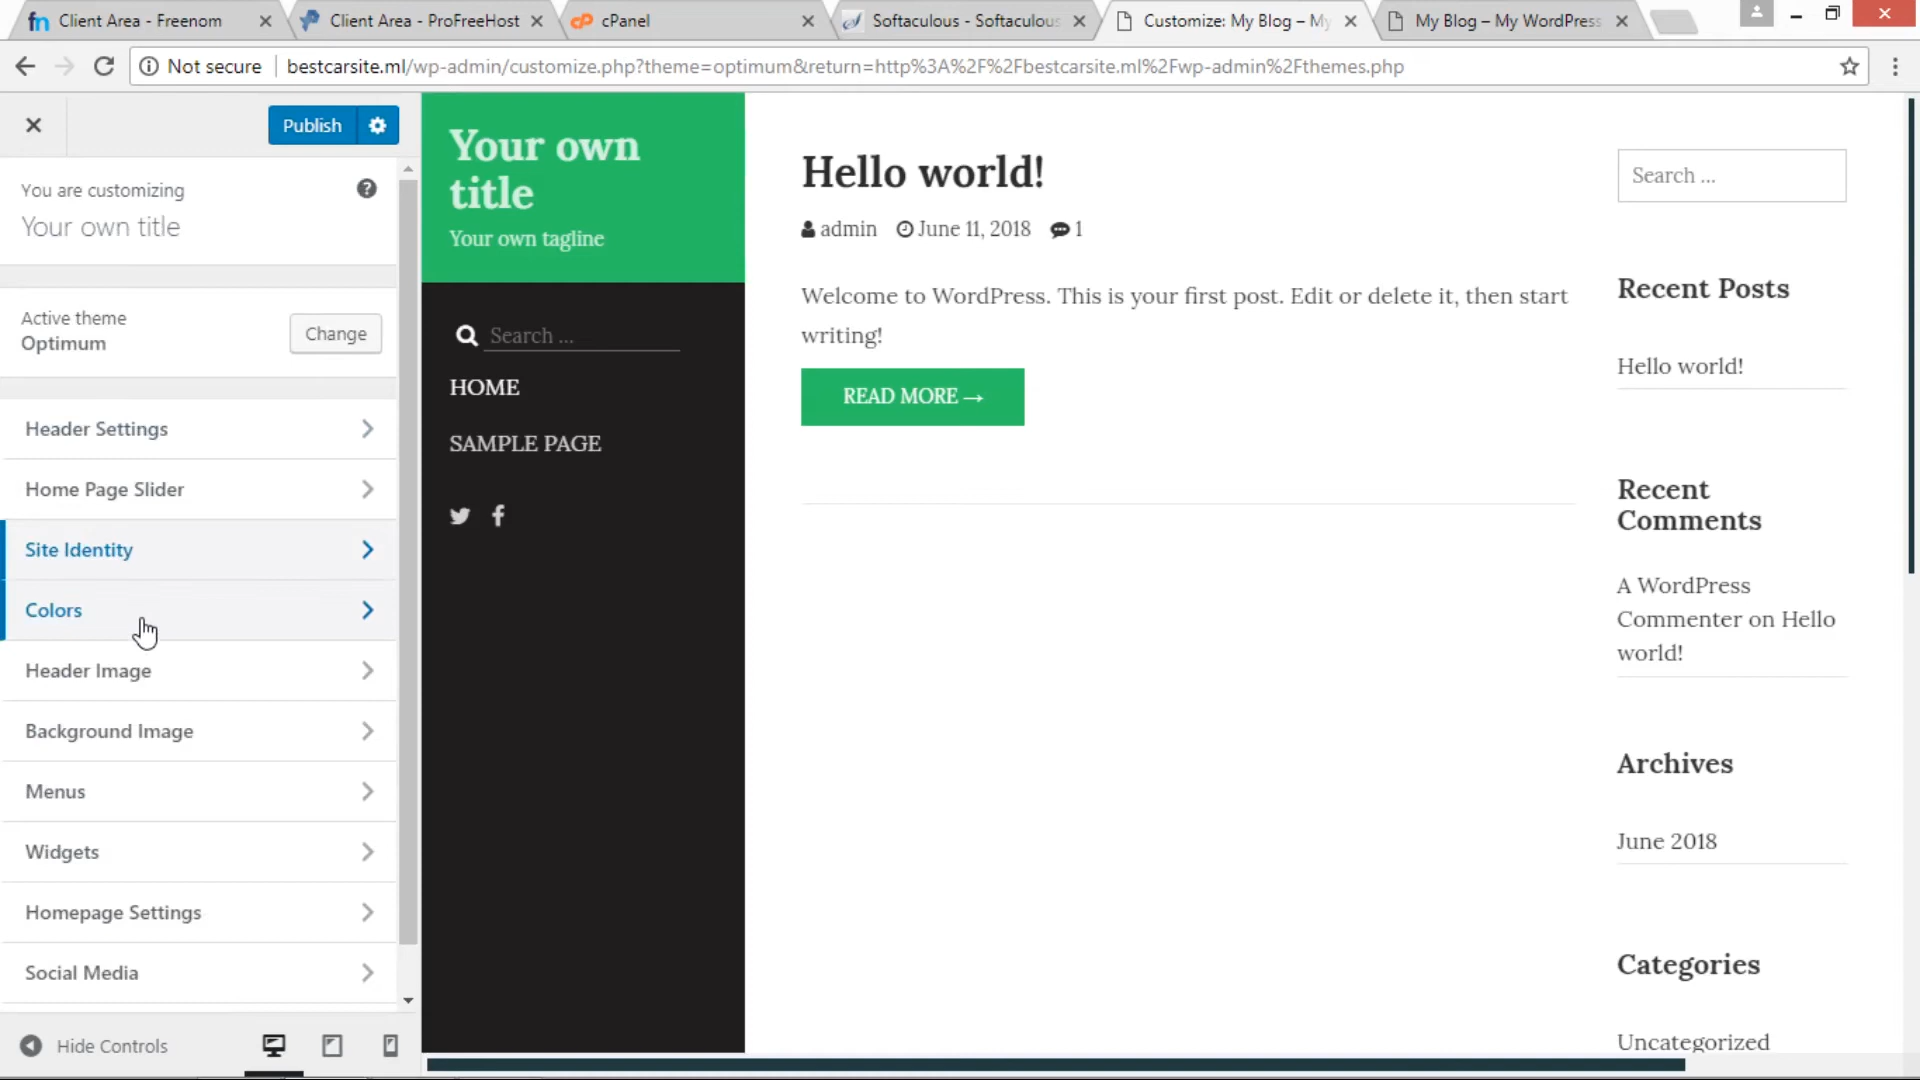 Client Area - Freenom
Client Area - ProFreeHost
cPanel
Softaculous - Softaculous
Customize: My Blog – My
My Blog – My WordPress
Not secure
bestcarsite.ml/wp-admin/customize.php?theme=optimum&return=http%3A%2F%2Fbestcarsite.ml%2Fwp-admin%2Fthemes.php
Publish
You are customizing
Your own title
Active theme
Optimum
Change
Header Settings
Home Page Slider
Site Identity
Colors
Header Image
Background Image
Menus
Widgets
Homepage Settings
Social Media
Hide Controls
Your own
title
Your own tagline
Search ...
HOME
SAMPLE PAGE
Hello world!
admin June 11, 2018 1
Welcome to WordPress. This is your first post. Edit or delete it, then start
writing!
READ MORE →
Search ...
Recent Posts
Hello world!
Recent
Comments
A WordPress
Commenter on Hello
world!
Archives
June 2018
Categories
Uncategorized